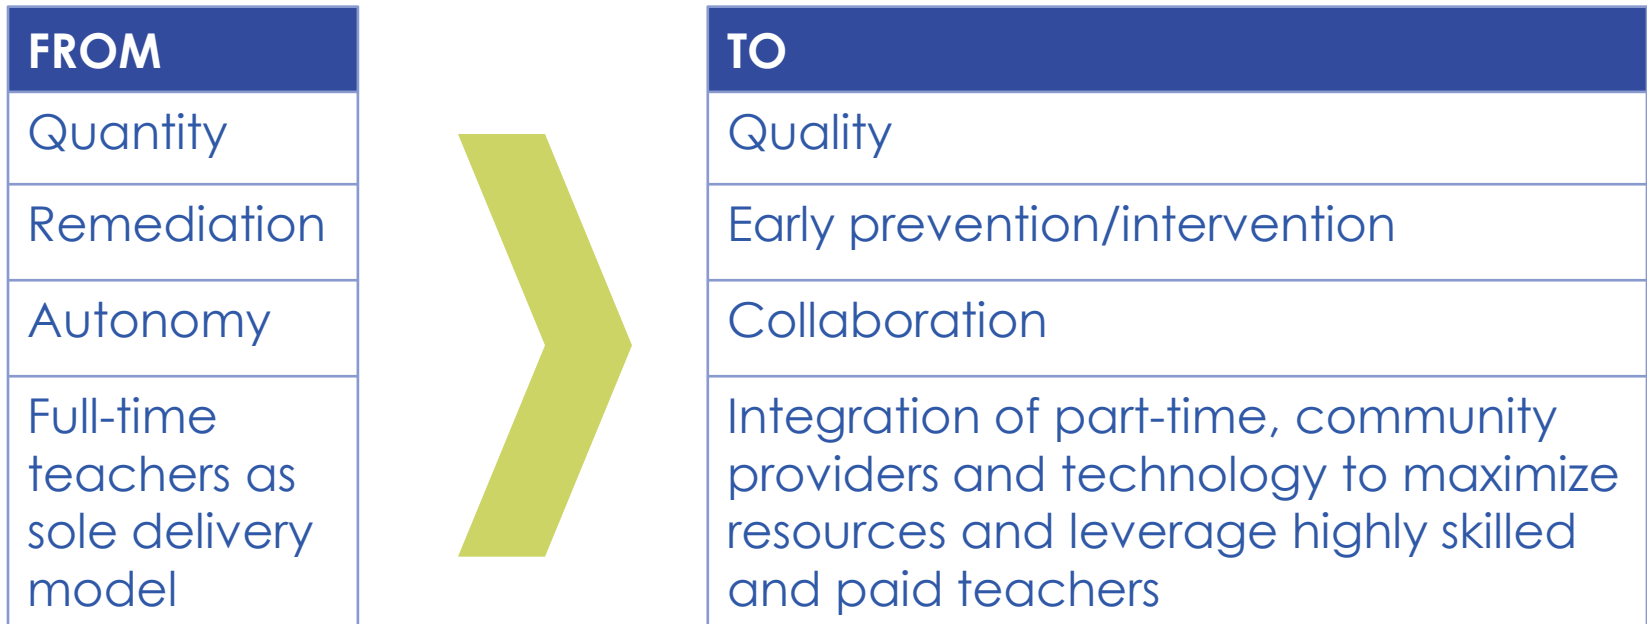 FROM
Quantity
Remediation
Autonomy
Full-time
teachers as
sole delivery
model
TO
Quality
Early prevention/intervention
Collaboration
Integration of part-time, community
providers and technology to maximize
resources and leverage highly skilled
and paid teachers